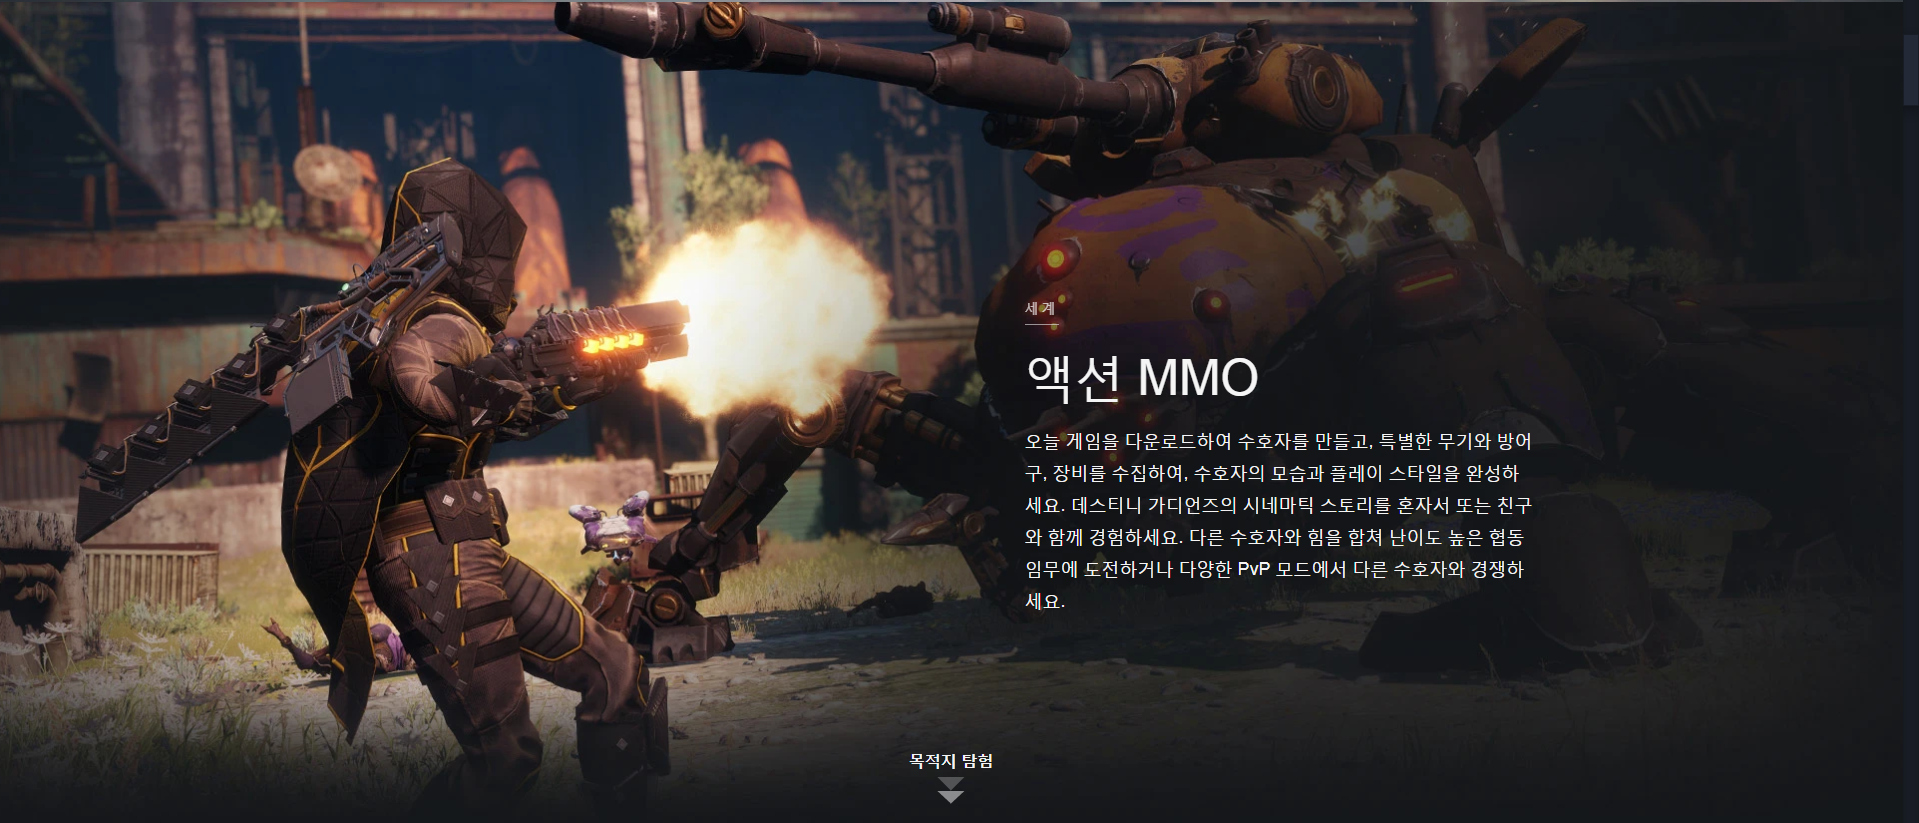 세계
액션 MMO
오늘 게임을 다운로드하여 수호자를 만들고, 특별한 무기와 방어
구, 장비를 수집하여, 수호자의 모습과 플레이 스타일을 완성하
세요. 데스티니 가디언즈의 시네마틱 스토리를 혼자서 또는 친구
와 함께 경험하세요. 다른 수호자와 힘을 합쳐 난이도 높은 협동
임무에 도전하거나 다양한 PvP 모드에서 다른 수호자와 경쟁하
세요.
목적지 탐험